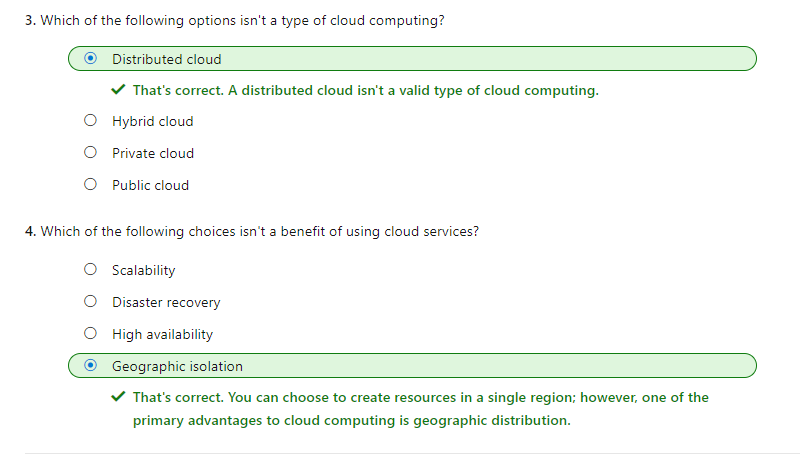 3. Which of the following options isn't a type of cloud computing?
Distributed cloud
That's correct. A distributed cloud isn't a valid type of cloud computing.
Hybrid cloud
Private cloud
Public cloud
4. Which of the following choices isn't a benefit of using cloud services?
Scalability
Disaster recovery
High availability
Geographic isolation
That's correct. You can choose to create resources in a single region; however, one of the
primary advantages to cloud computing is geographic distribution.